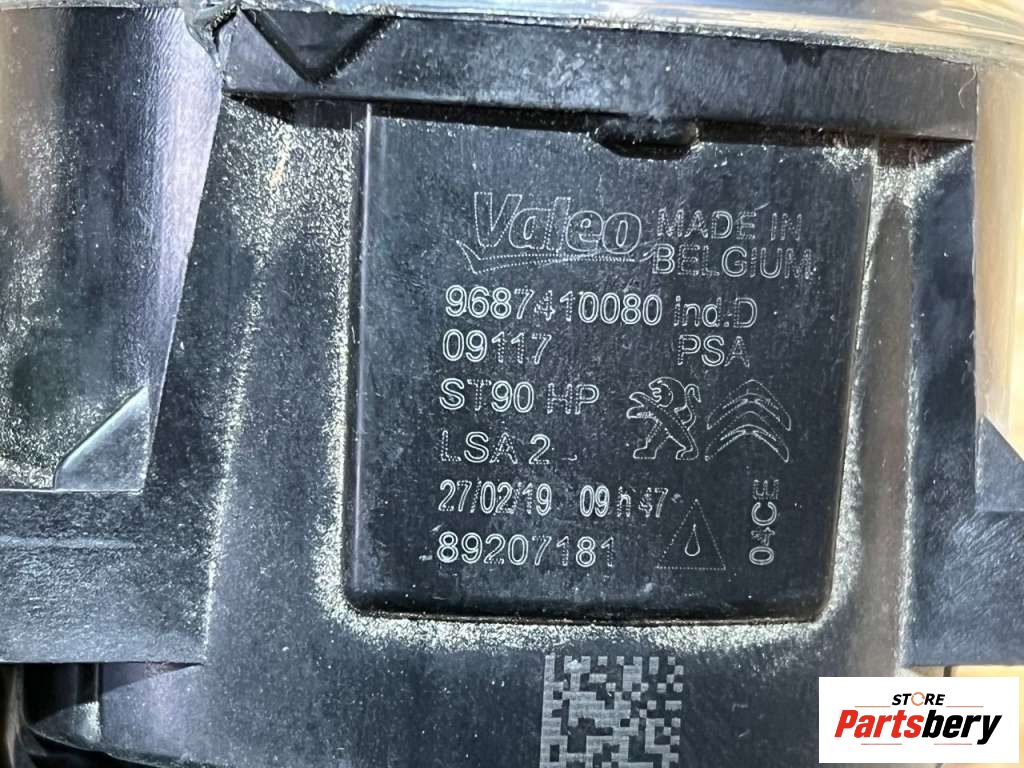 Valeo MADE IN
BELGIUM
9687410080 ind.D
09117 PSA
ST90 HP
LSA 2
27/02/19 09 h 47
89207181
04CE
STORE
Partsbery